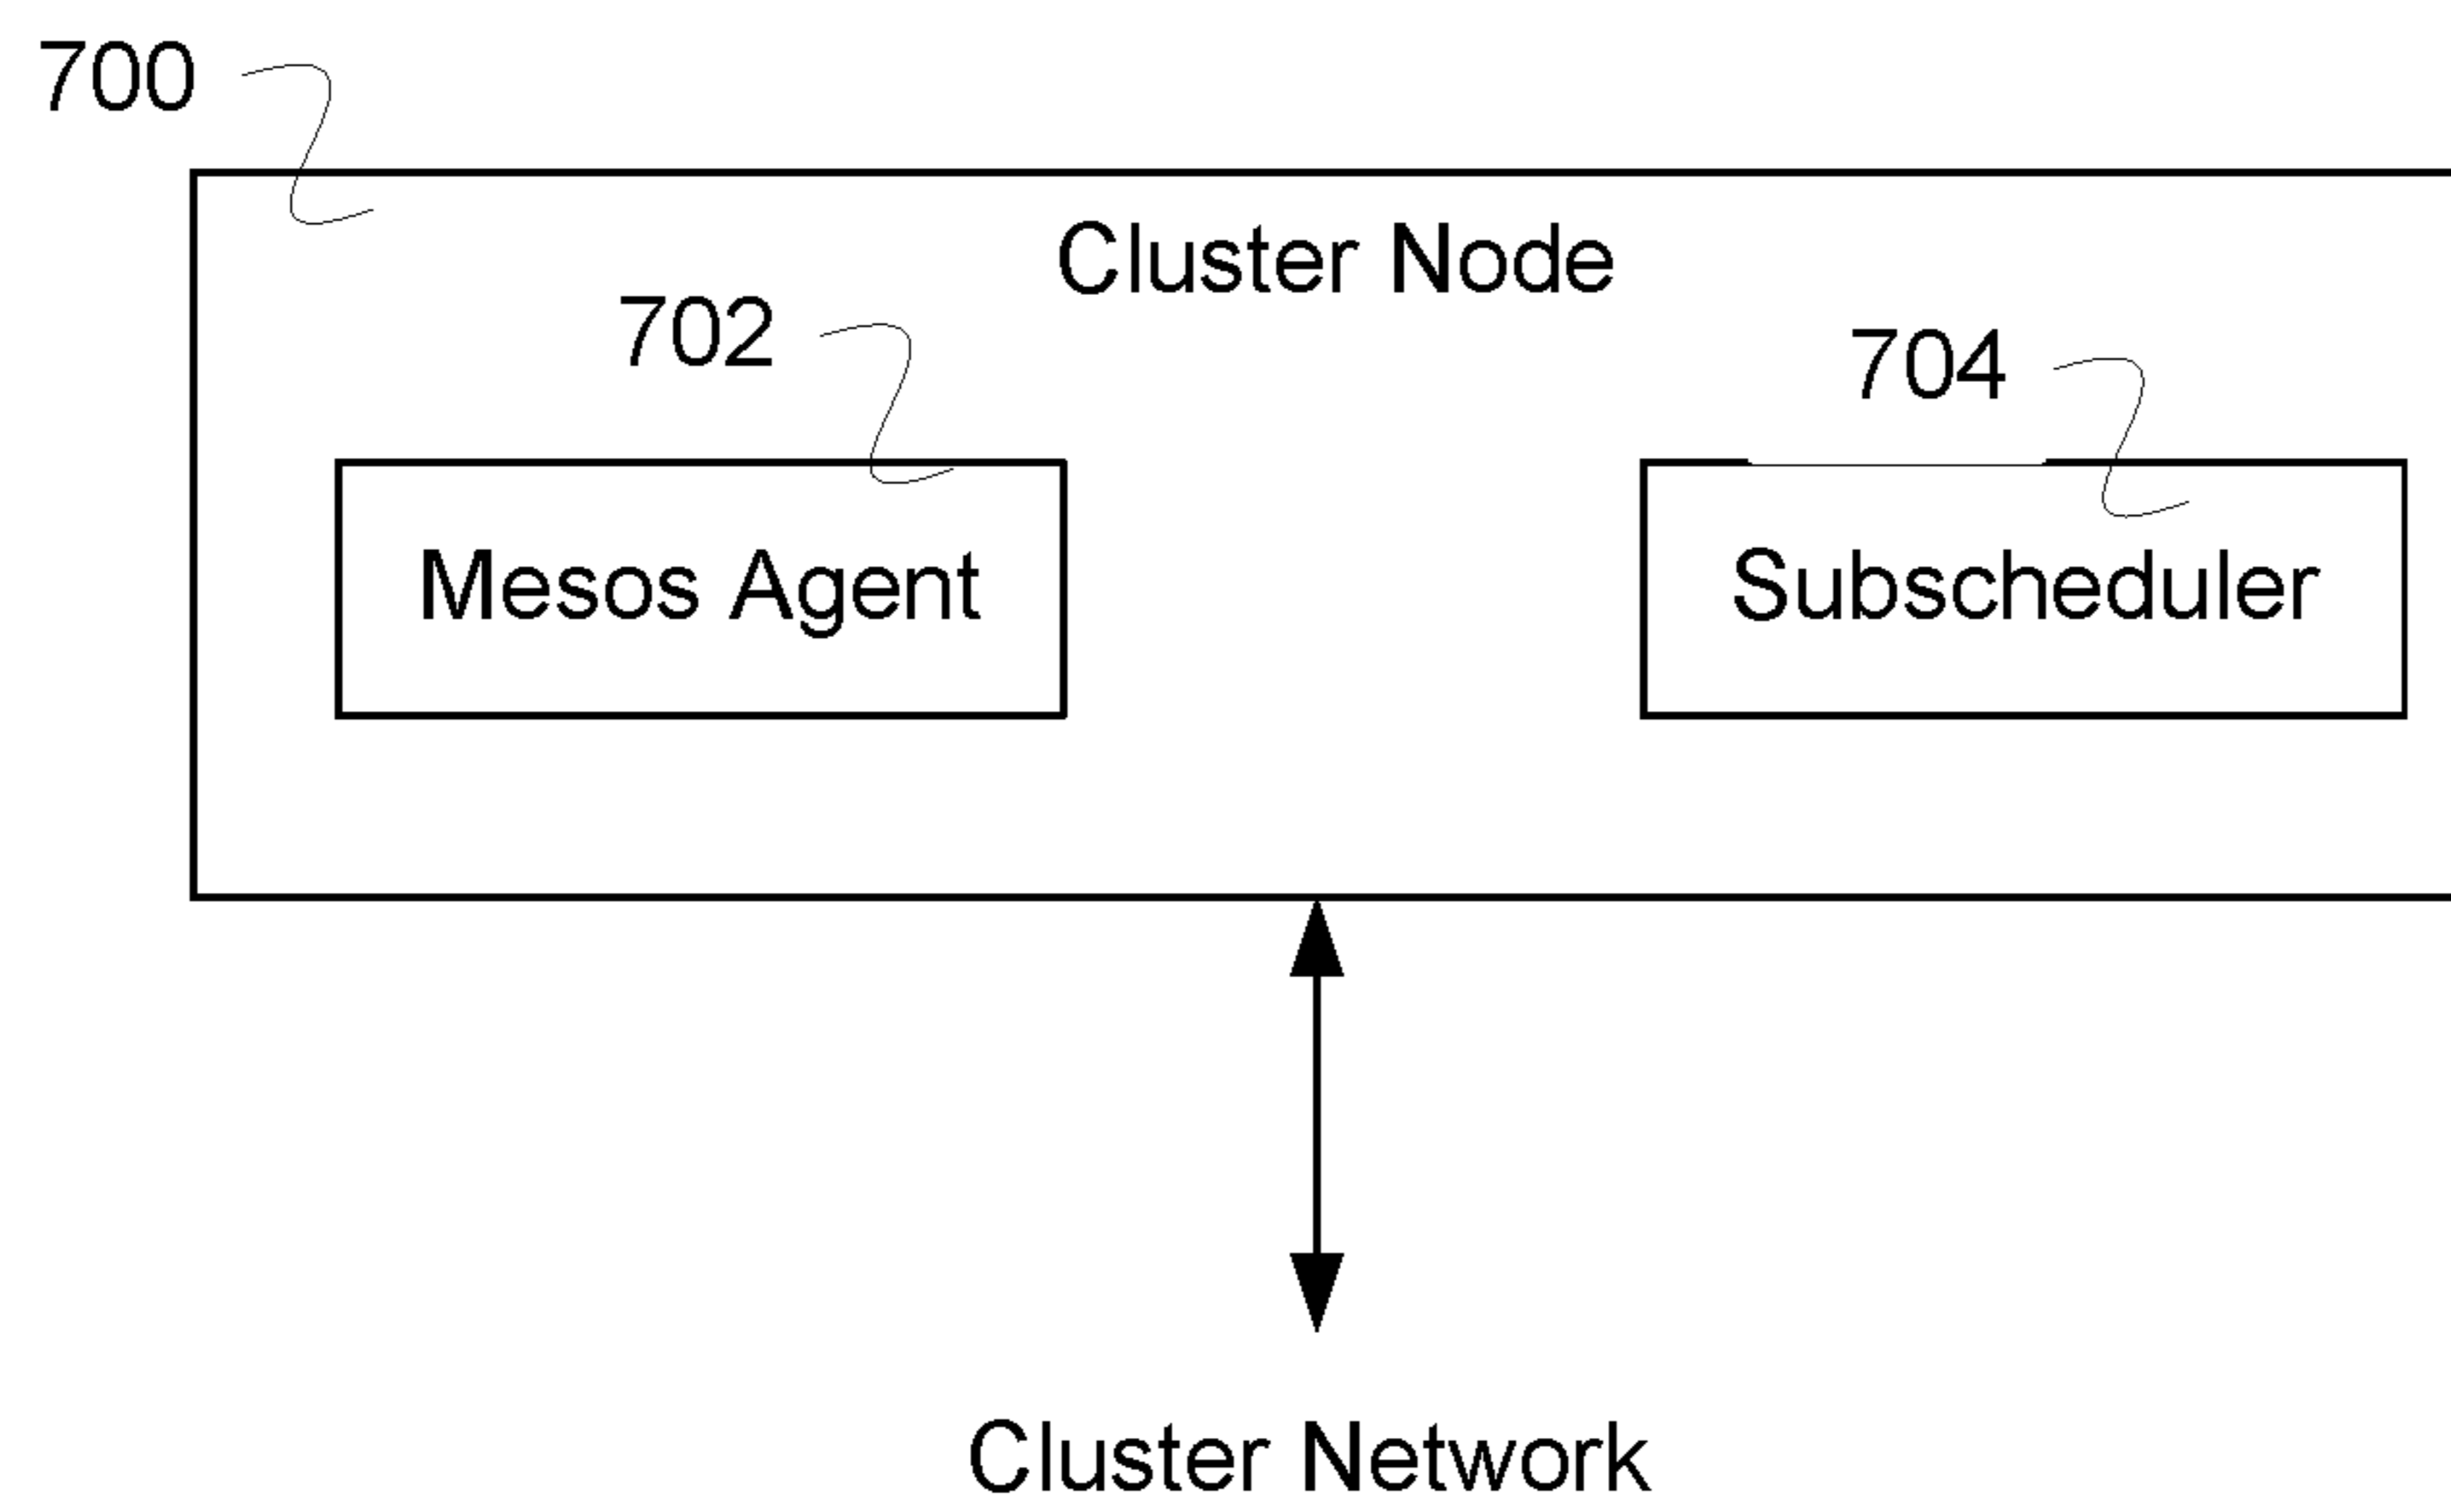 700
Cluster Node
702
704
Mesos Agent
Subscheduler
Cluster Network